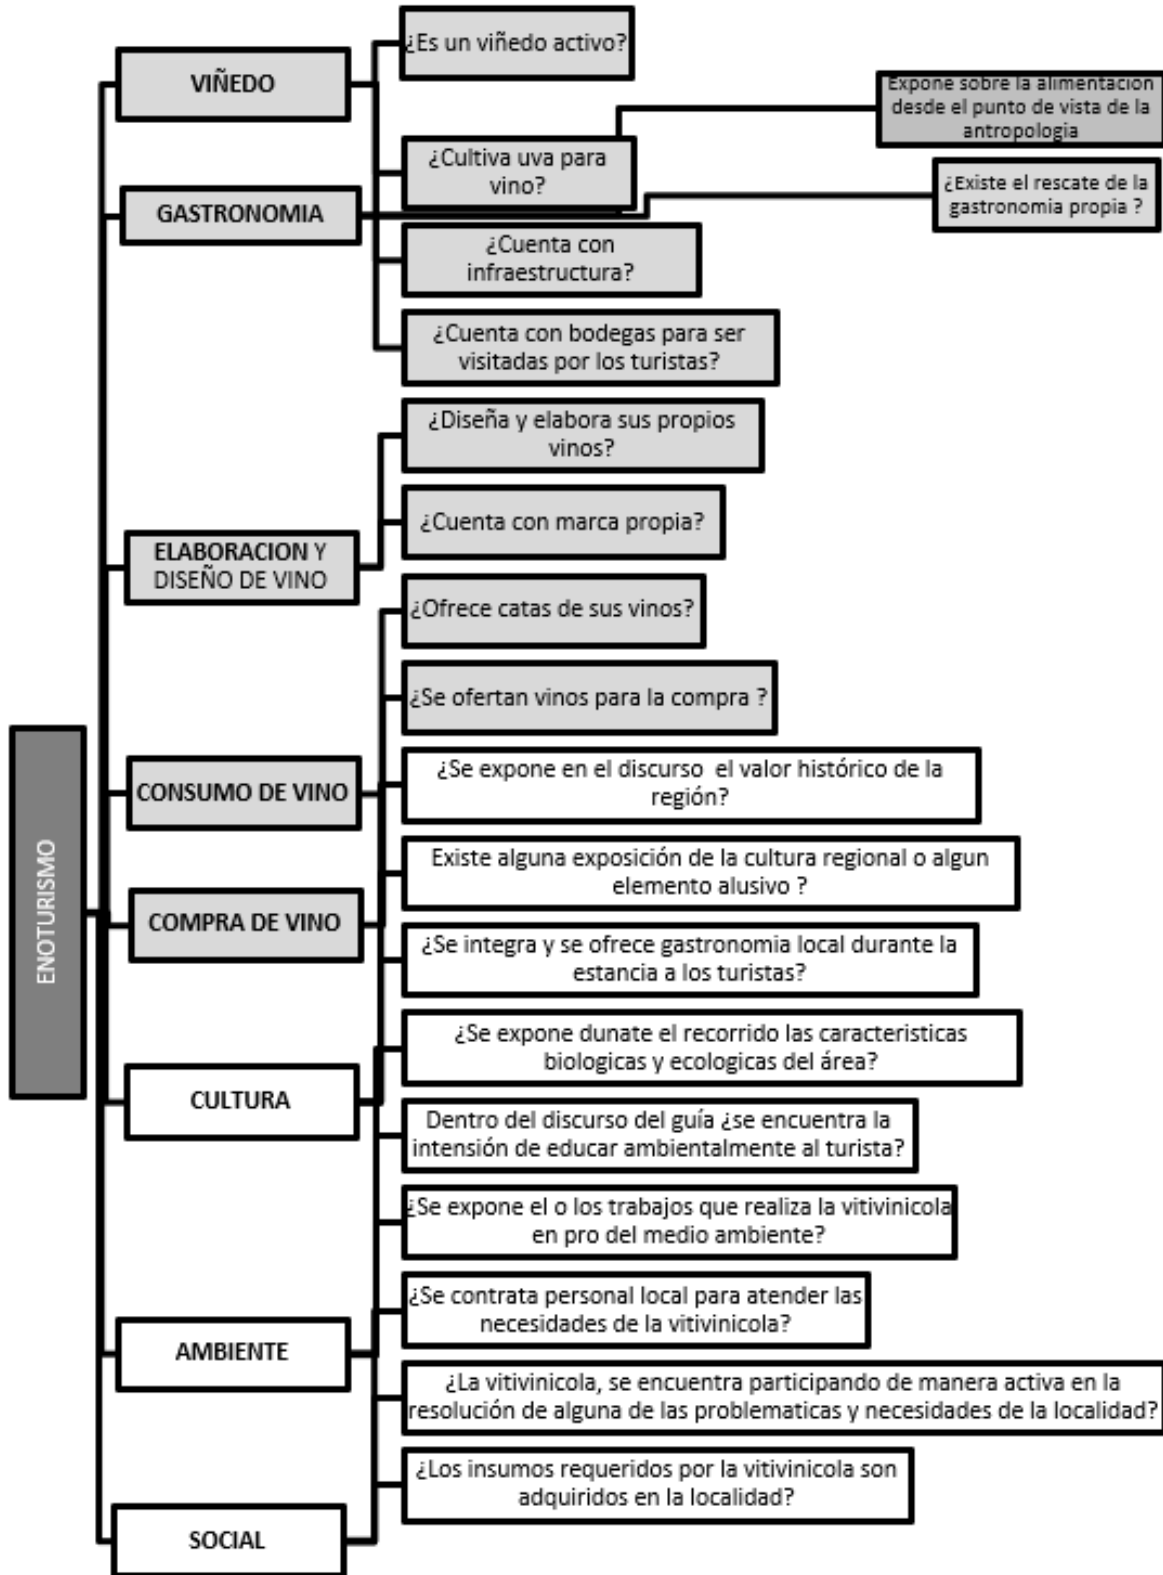 ENOTURISMO
VIÑEDO
GASTRONOMIA
ELABORACION Y
DISEÑO DE VINO
CONSUMO DE VINO
COMPRA DE VINO
CULTURA
AMBIENTE
SOCIAL
¿Es un viñedo activo?
Expone sobre la alimentacion
desde el punto de vista de la
antropologia
¿Cultiva uva para
vino?
¿Existe el rescate de la
gastronomia propia ?
¿Cuenta con
infraestructura?
¿Cuenta con bodegas para ser
visitadas por los turistas?
¿Diseña y elabora sus propios
vinos?
¿Cuenta con marca propia?
¿Ofrece catas de sus vinos?
¿Se ofertan vinos para la compra ?
¿Se expone en el discurso el valor histórico de la
región?
Existe alguna exposición de la cultura regional o algun
elemento alusivo ?
¿Se integra y se ofrece gastronomia local durante la
estancia a los turistas?
¿Se expone dunate el recorrido las caracteristicas
biologicas y ecologicas del área?
Dentro del discurso del guía ¿se encuentra la
intensión de educar ambientalmente al turista?
¿Se expone el o los trabajos que realiza la vitivinicola
en pro del medio ambiente?
¿Se contrata personal local para atender las
necesidades de la vitivinicola?
¿La vitivinicola, se encuentra participando de manera activa en la
resolución de alguna de las problematicas y necesidades de la localidad?
¿Los insumos requeridos por la vitivinicola son
adquiridos en la localidad?